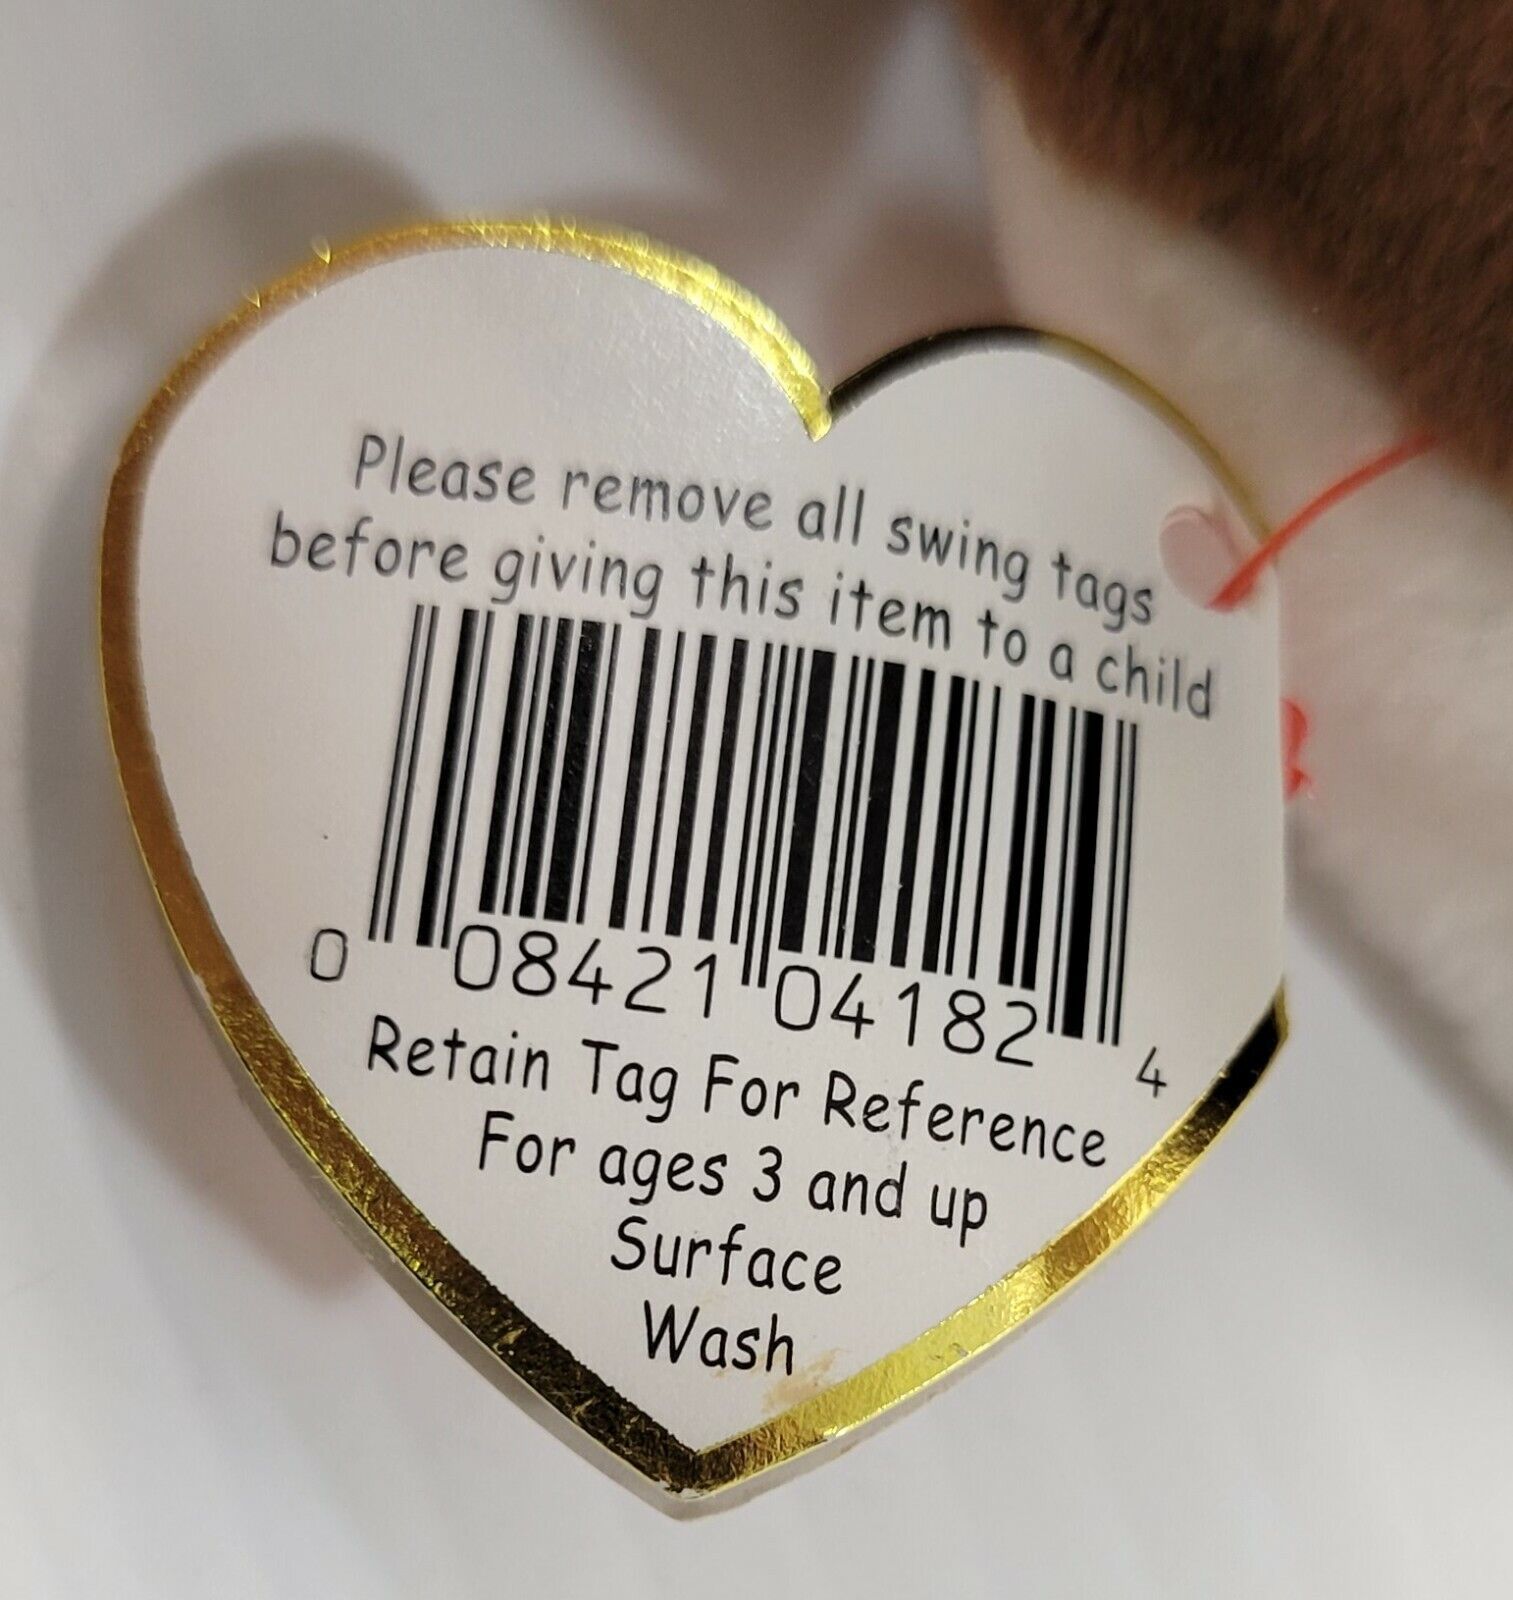 Please remove all swing tags
before giving this item to a child
0 08421 04182 4
Retain Tag For Reference
For ages 3 and up
Surface
Wash